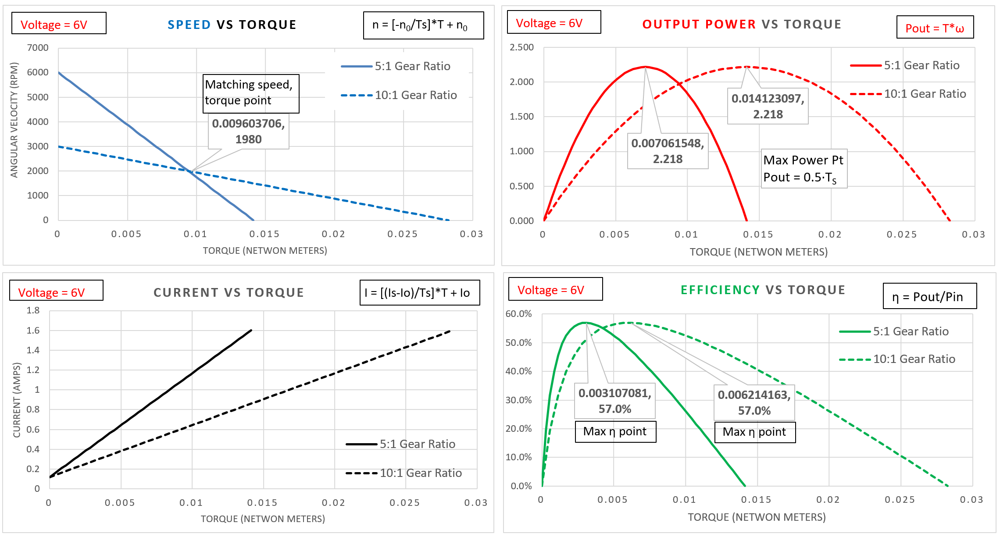 Voltage = 6V
SPEED VS TORQUE
n = [-n₀/Ts]*T + n₀
7000
6000
5000
4000
3000
2000
1000
0
ANGULAR VELOCITY (RPM)
5:1 Gear Ratio
10:1 Gear Ratio
Matching speed,
torque point
0.009603706,
1980
0 0.005 0.01 0.015 0.02 0.025 0.03
TORQUE (NETWON METERS)
Voltage = 6V
OUTPUT POWER VS TORQUE
Pout = T*ω
2.500
2.000
1.500
1.000
0.500
0.000
5:1 Gear Ratio
10:1 Gear Ratio
0.014123097,
2.218
0.007061548,
2.218
Max Power Pt
Pout = 0.5·Tₛ
0 0.005 0.01 0.015 0.02 0.025 0.03
TORQUE (NETWON METERS)
Voltage = 6V
CURRENT VS TORQUE
I = [(Is-Io)/Ts]*T + Io
1.8
1.6
1.4
1.2
1
0.8
0.6
0.4
0.2
0
CURRENT (AMPS)
5:1 Gear Ratio
10:1 Gear Ratio
0 0.005 0.01 0.015 0.02 0.025 0.03
TORQUE (NETWON METERS)
Voltage = 6V
EFFICIENCY VS TORQUE
η = Pout/Pin
60.0%
50.0%
40.0%
30.0%
20.0%
10.0%
0.0%
5:1 Gear Ratio
10:1 Gear Ratio
0.003107081,
57.0%
Max η point
0.006214163,
57.0%
Max η point
0 0.005 0.01 0.015 0.02 0.025 0.03
TORQUE (NETWON METERS)